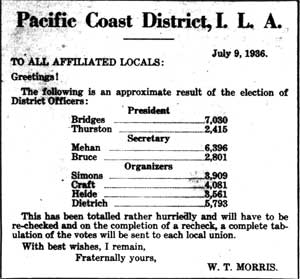 Pacific Coast District, I. L. A.
July 9, 1936.
TO ALL AFFILIATED LOCALS:
Greetings!
The following is an approximate result of the election of
District Officers:
President
Bridges 7,030
Thurston 2,415
Secretary
Mehan 6,396
Bruce 2,801
Organizers
Simons 3,909
Craft 4,081
Heide 3,561
Dietrich 5,793
This has been totalled rather hurriedly and will have to
be re-checked and on the completion of a recheck, a complete tab-
ulation of the votes will be sent to each local union.
With best wishes, I remain,
Fraternally yours,
W. T. MORRIS.